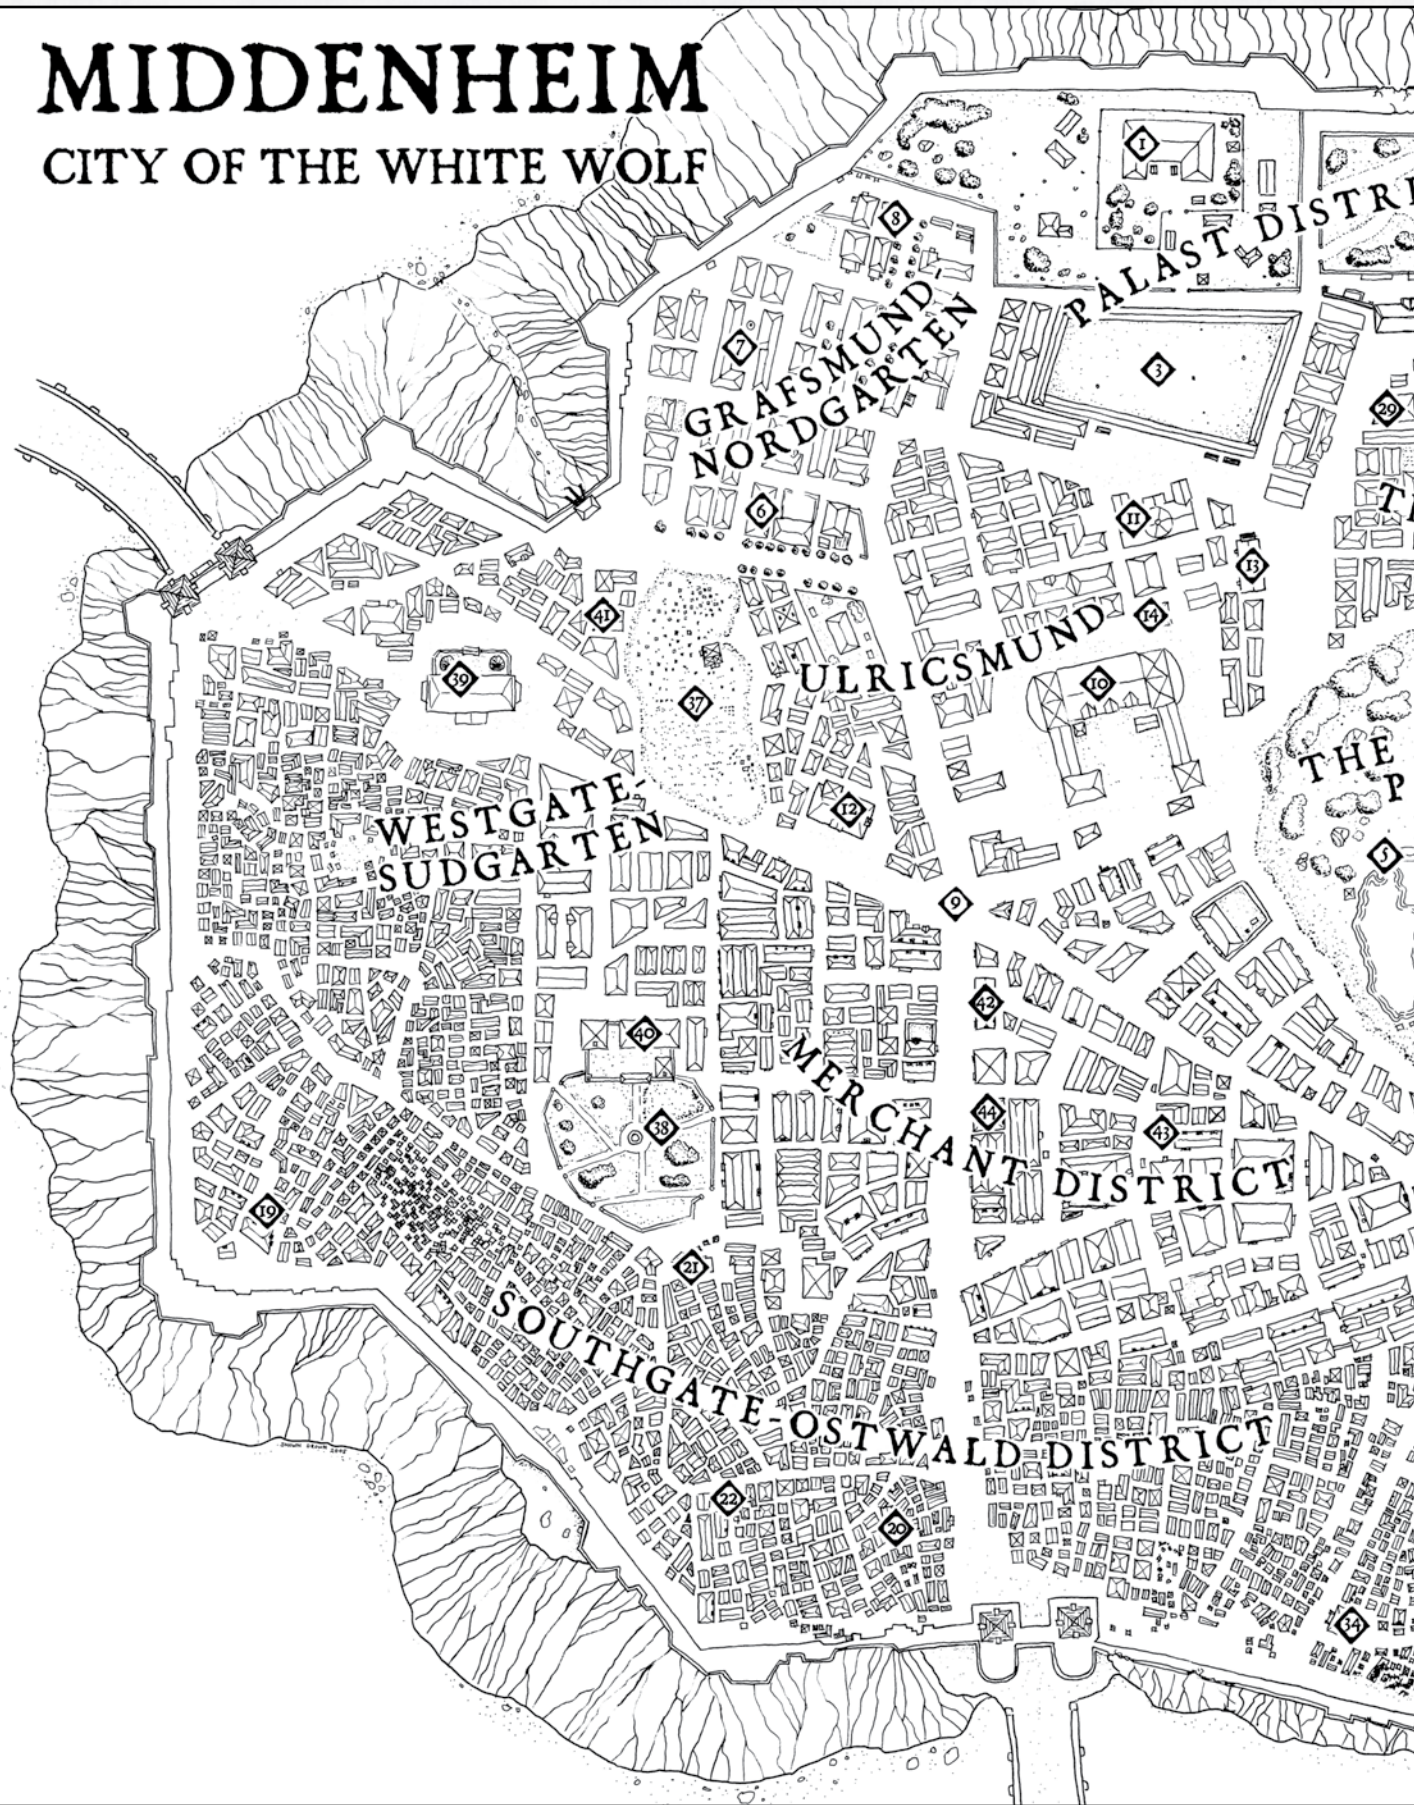 MIDDENHEIM
CITY OF THE WHITE WOLF
1
PALAST DISTRI
8
3
7
GRAFSMUND
NORDGARTEN
29
6
11
T
13
41
14
ULRICSMUND
39
37
10
THE
P
WESTGATE-
SUDGARTEN
12
5
9
42
40
MERCHANT DISTRICT
38
44
43
19
21
SOUTHGATE-OSTWALD DISTRICT
22
20
34